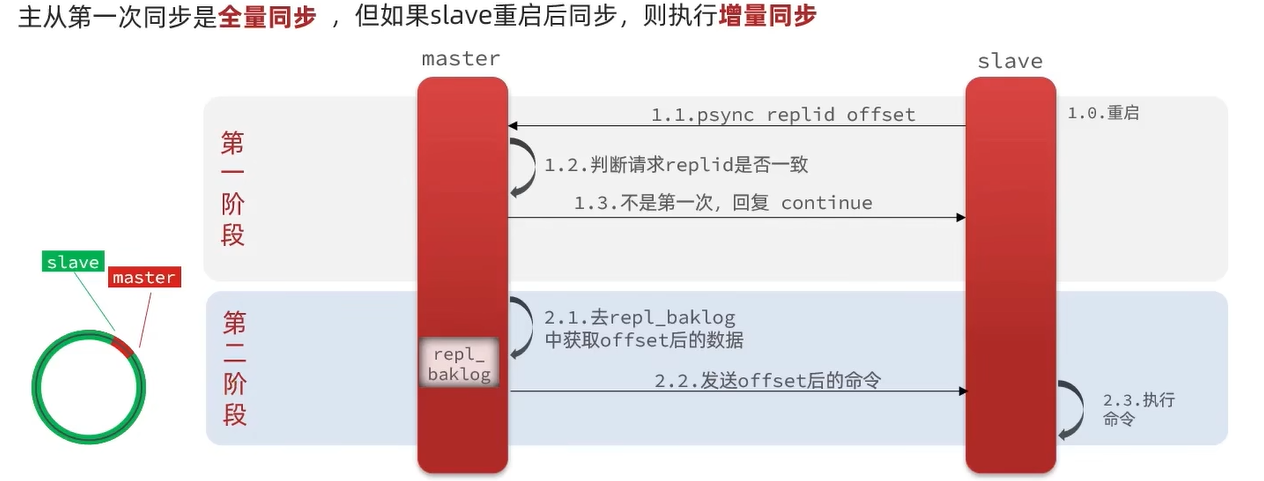 主从第一次同步是全量同步 ，但如果slave重启后同步，则执行增量同步
master
slave
第一阶段
1.0.重启
1.1.psync replid offset
1.2.判断请求replid是否一致
1.3.不是第一次，回复 continue
slave
master
第二阶段
2.1.去repl_baklog
中获取offset后的数据
repl_
baklog
2.2.发送offset后的命令
2.3.执行
命令